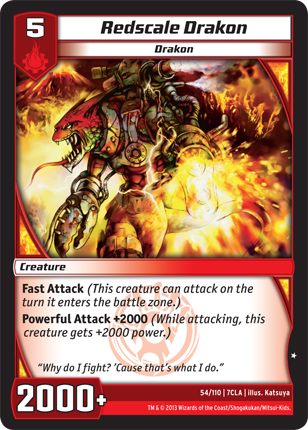 5
Redscale Drakon
Drakon
Creature
Fast Attack (This creature can attack on the
turn it enters the battle zone.)
Powerful Attack +2000 (While attacking, this
creature gets +2000 power.)
"Why do I fight? 'Cause that's what I do."
2000+
54/110 | 7CLA | illus. Katsuya
TM & © 2013 Wizards of the Coast/Shogakukan/Mitsui-Kids.